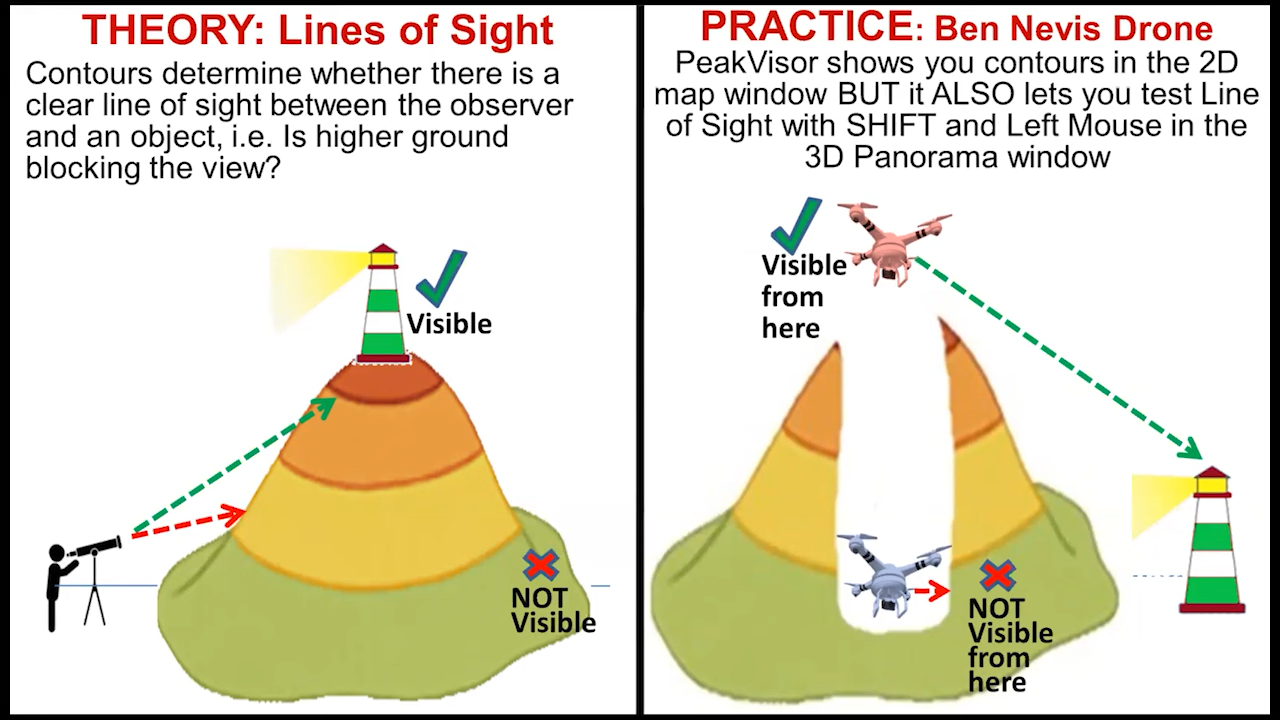 THEORY: Lines of Sight
Contours determine whether there is a
clear line of sight between the observer
and an object, i.e. Is higher ground
blocking the view?
Visible
NOT
Visible
PRACTICE: Ben Nevis Drone
PeakVisor shows you contours in the 2D
map window BUT it ALSO lets you test Line
of Sight with SHIFT and Left Mouse in the
3D Panorama window
Visible
from
here
NOT
Visible
from
here